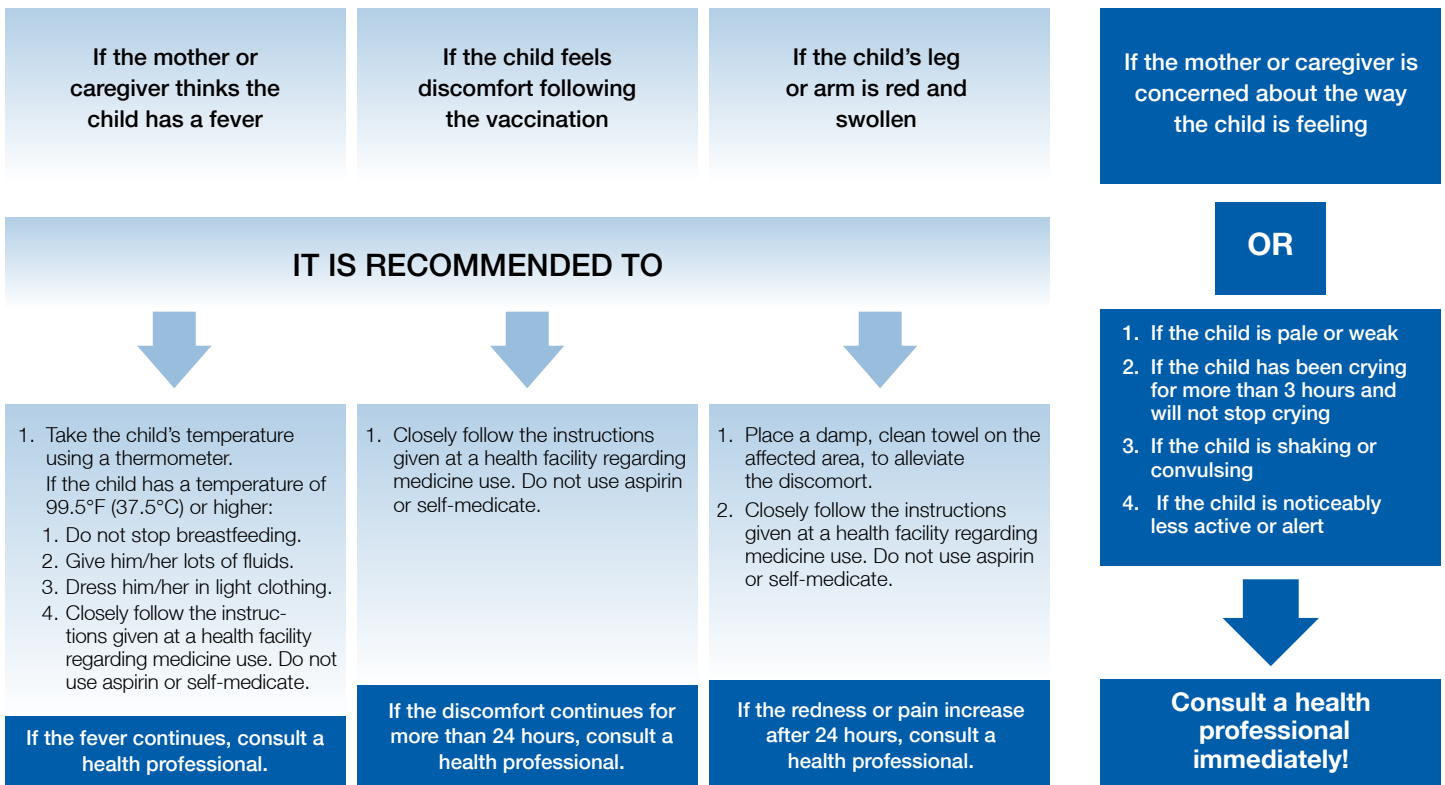 If the mother or
caregiver thinks the
child has a fever
If the child feels
discomfort following
the vaccination
If the child's leg
or arm is red and
swollen
IT IS RECOMMENDED TO
1. Take the child's temperature
using a thermometer.
If the child has a temperature of
99.5°F (37.5°C) or higher:
1. Do not stop breastfeeding.
2. Give him/her lots of fluids.
3. Dress him/her in light clothing.
4. Closely follow the instruc-
tions given at a health facility
regarding medicine use. Do not
use aspirin or self-medicate.
If the fever continues, consult a
health professional.
1. Closely follow the instructions
given at a health facility regarding
medicine use. Do not use aspirin
or self-medicate.
If the discomfort continues for
more than 24 hours, consult a
health professional.
1. Place a damp, clean towel on the
affected area, to alleviate
the discomort.
2. Closely follow the instructions
given at a health facility regarding
medicine use. Do not use aspirin
or self-medicate.
If the redness or pain increase
after 24 hours, consult a
health professional.
If the mother or caregiver is
concerned about the way
the child is feeling
OR
1. If the child is pale or weak
2. If the child has been crying
for more than 3 hours and
will not stop crying
3. If the child is shaking or
convulsing
4. If the child is noticeably
less active or alert
Consult a health
professional
immediately!